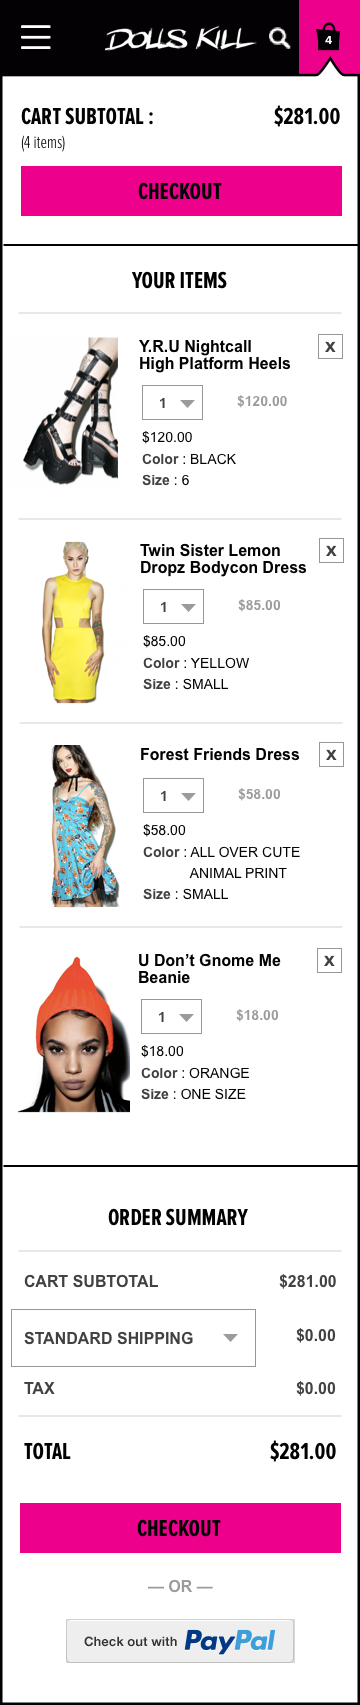 DOLLS KILL
4
CART SUBTOTAL : $281.00
(4 items)
CHECKOUT
YOUR ITEMS
Y.R.U Nightcall
High Platform Heels
X
1 $120.00
$120.00
Color : BLACK
Size : 6
Twin Sister Lemon
Dropz Bodycon Dress
X
1 $85.00
$85.00
Color : YELLOW
Size : SMALL
Forest Friends Dress
X
1 $58.00
$58.00
Color : ALL OVER CUTE
ANIMAL PRINT
Size : SMALL
U Don’t Gnome Me
Beanie
X
1 $18.00
$18.00
Color : ORANGE
Size : ONE SIZE
ORDER SUMMARY
CART SUBTOTAL $281.00
STANDARD SHIPPING $0.00
TAX $0.00
TOTAL $281.00
CHECKOUT
— OR —
Check out with PayPal